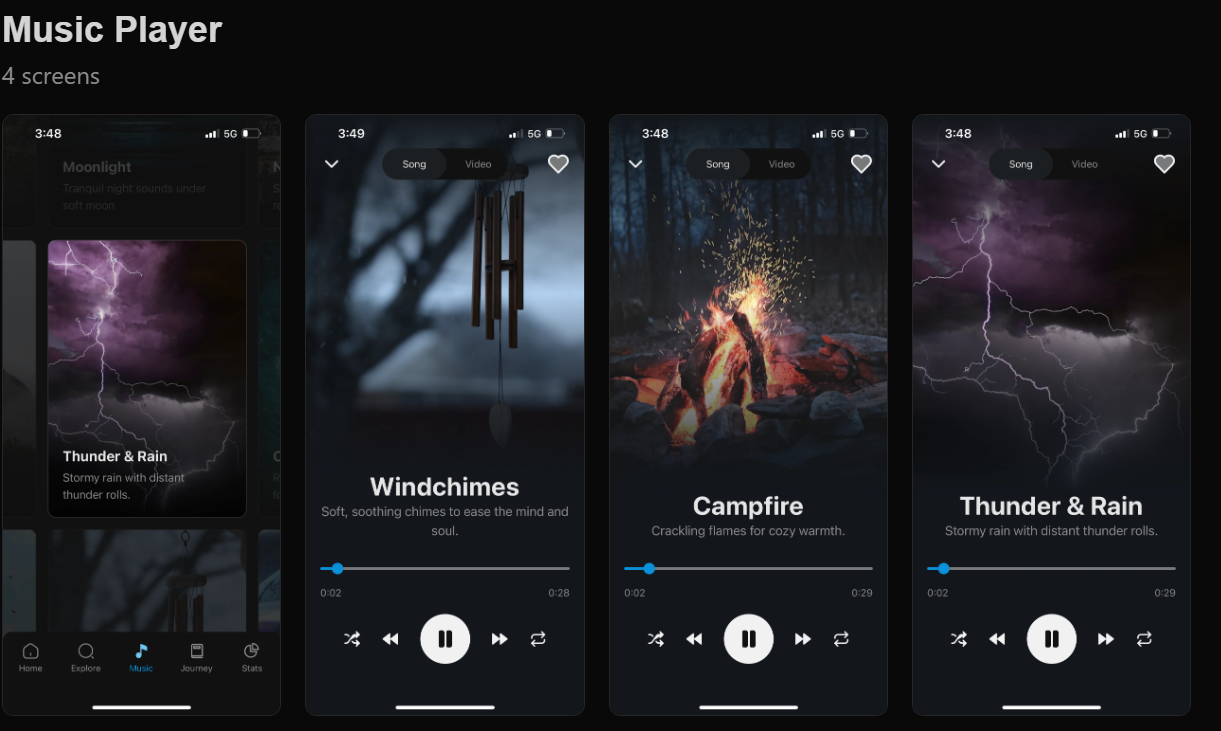 Music Player
4 screens
3:48
5G
Moonlight
Tranquil night sounds under
soft moon
Thunder & Rain
Stormy rain with distant
thunder rolls.
Home
Explore
Music
Journey
Stats
3:49
5G
Song
Video
Windchimes
Soft, soothing chimes to ease the mind and
soul.
0:02
0:28
3:48
5G
Song
Video
Campfire
Crackling flames for cozy warmth.
0:02
0:29
3:48
5G
Song
Video
Thunder & Rain
Stormy rain with distant thunder rolls.
0:02
0:29